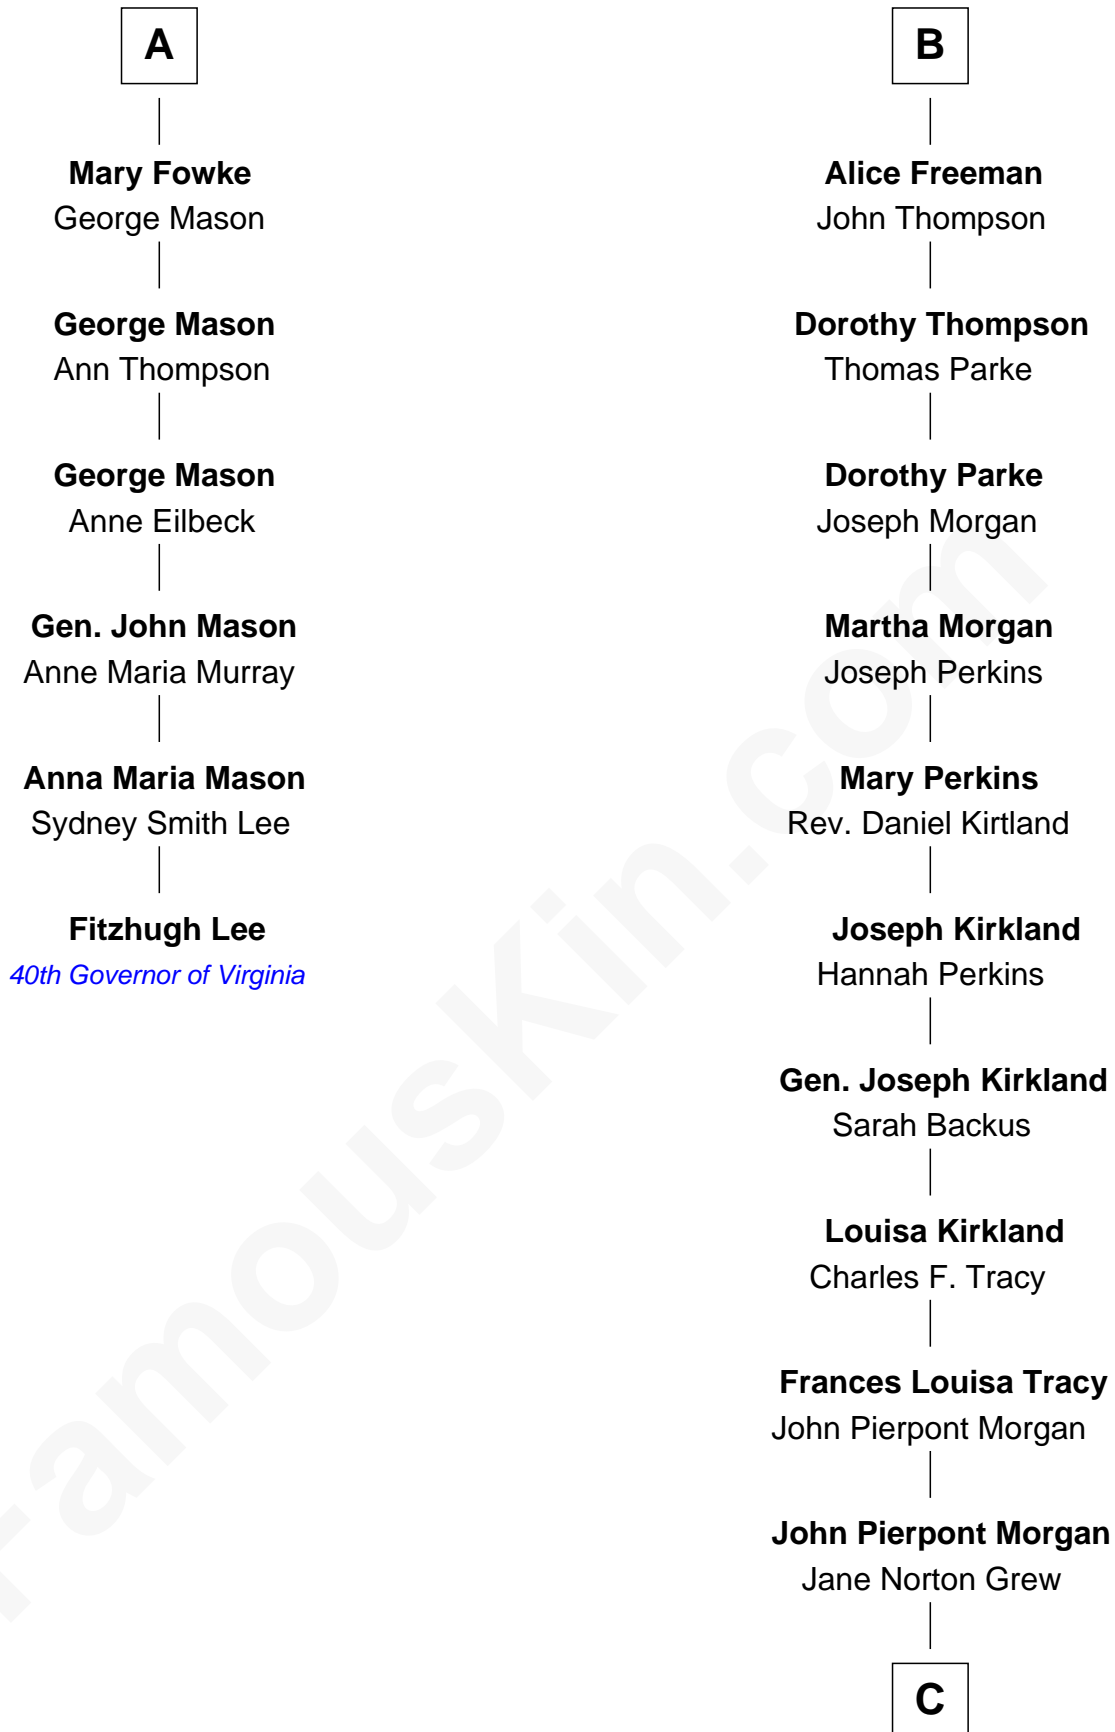 A
Mary Fowke
George Mason
George Mason
Ann Thompson
George Mason
Anne Eilbeck
Gen. John Mason
Anne Maria Murray
Anna Maria Mason
Sydney Smith Lee
Fitzhugh Lee
40th Governor of Virginia
B
Alice Freeman
John Thompson
Dorothy Thompson
Thomas Parke
Dorothy Parke
Joseph Morgan
Martha Morgan
Joseph Perkins
Mary Perkins
Rev. Daniel Kirtland
Joseph Kirkland
Hannah Perkins
Gen. Joseph Kirkland
Sarah Backus
Louisa Kirkland
Charles F. Tracy
Frances Louisa Tracy
John Pierpont Morgan
John Pierpont Morgan
Jane Norton Grew
C
FamousKin.com